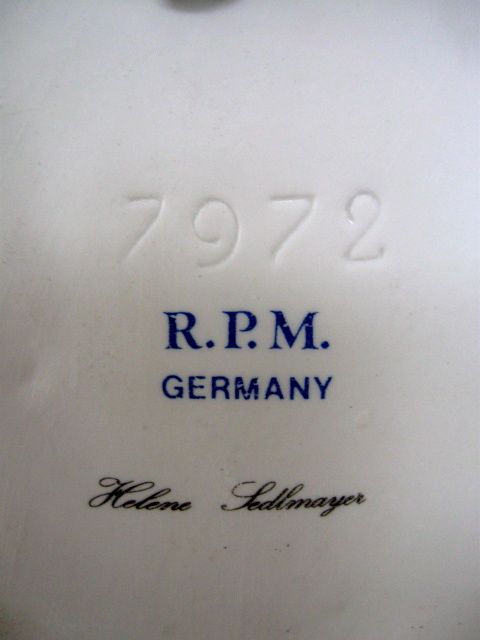 7972
R.P.M.
GERMANY
Helene Sedlmayer